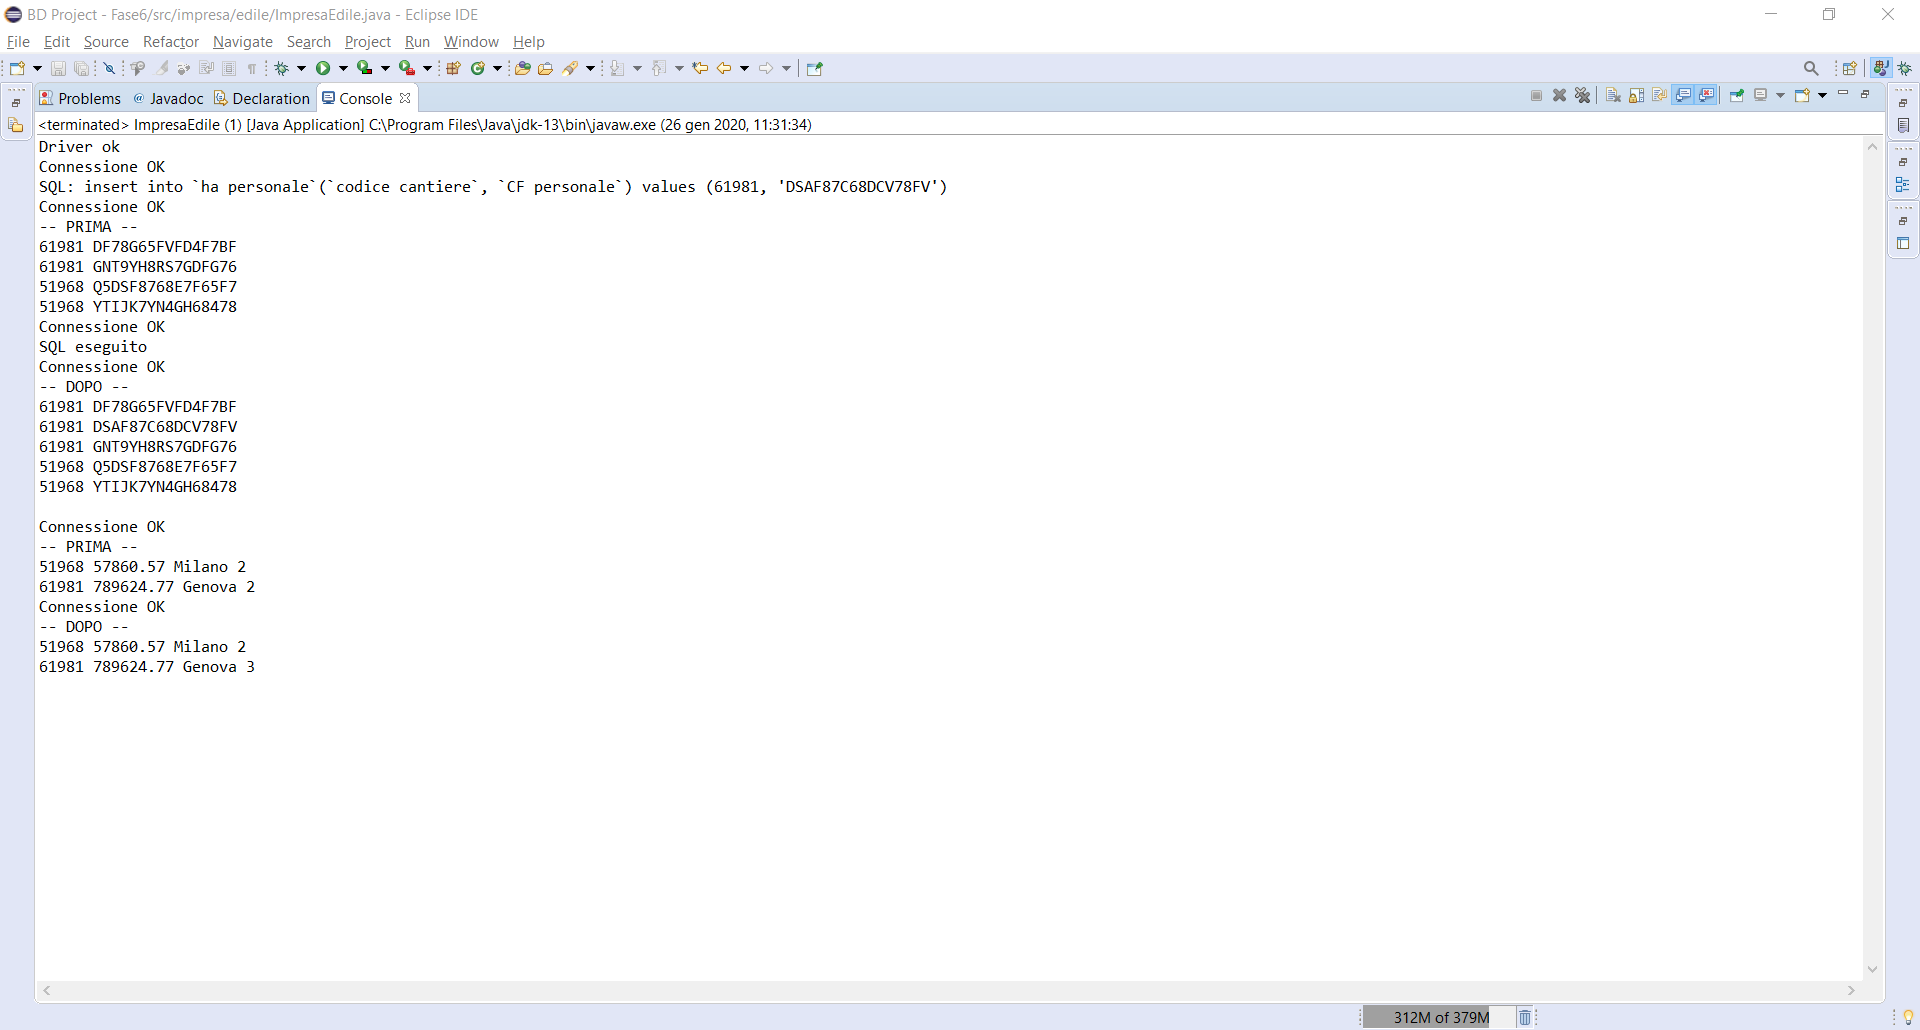 BD Project - Fase6/src/impresa/edile/ImpresaEdile.java - Eclipse IDE
File Edit Source Refactor Navigate Search Project Run Window Help
Problems @ Javadoc Declaration Console
<terminated> ImpresaEdile (1) [Java Application] C:\Program Files\Java\jdk-13\bin\javaw.exe (26 gen 2020, 11:31:34)
Driver ok
Connessione OK
SQL: insert into `ha personale`(`codice cantiere`, `CF personale`) values (61981, 'DSAF87C68DCV78FV')
Connessione OK
-- PRIMA --
61981 DF78G65FVFD4F7BF
61981 GNT9YH8RS7GDFG76
51968 Q5DSF8768E7F65F7
51968 YTIJK7YN4GH68478
Connessione OK
SQL eseguito
Connessione OK
-- DOPO --
61981 DF78G65FVFD4F7BF
61981 DSAF87C68DCV78FV
61981 GNT9YH8RS7GDFG76
51968 Q5DSF8768E7F65F7
51968 YTIJK7YN4GH68478
Connessione OK
-- PRIMA --
51968 57860.57 Milano 2
61981 789624.77 Genova 2
Connessione OK
-- DOPO --
51968 57860.57 Milano 2
61981 789624.77 Genova 3
312M of 379M